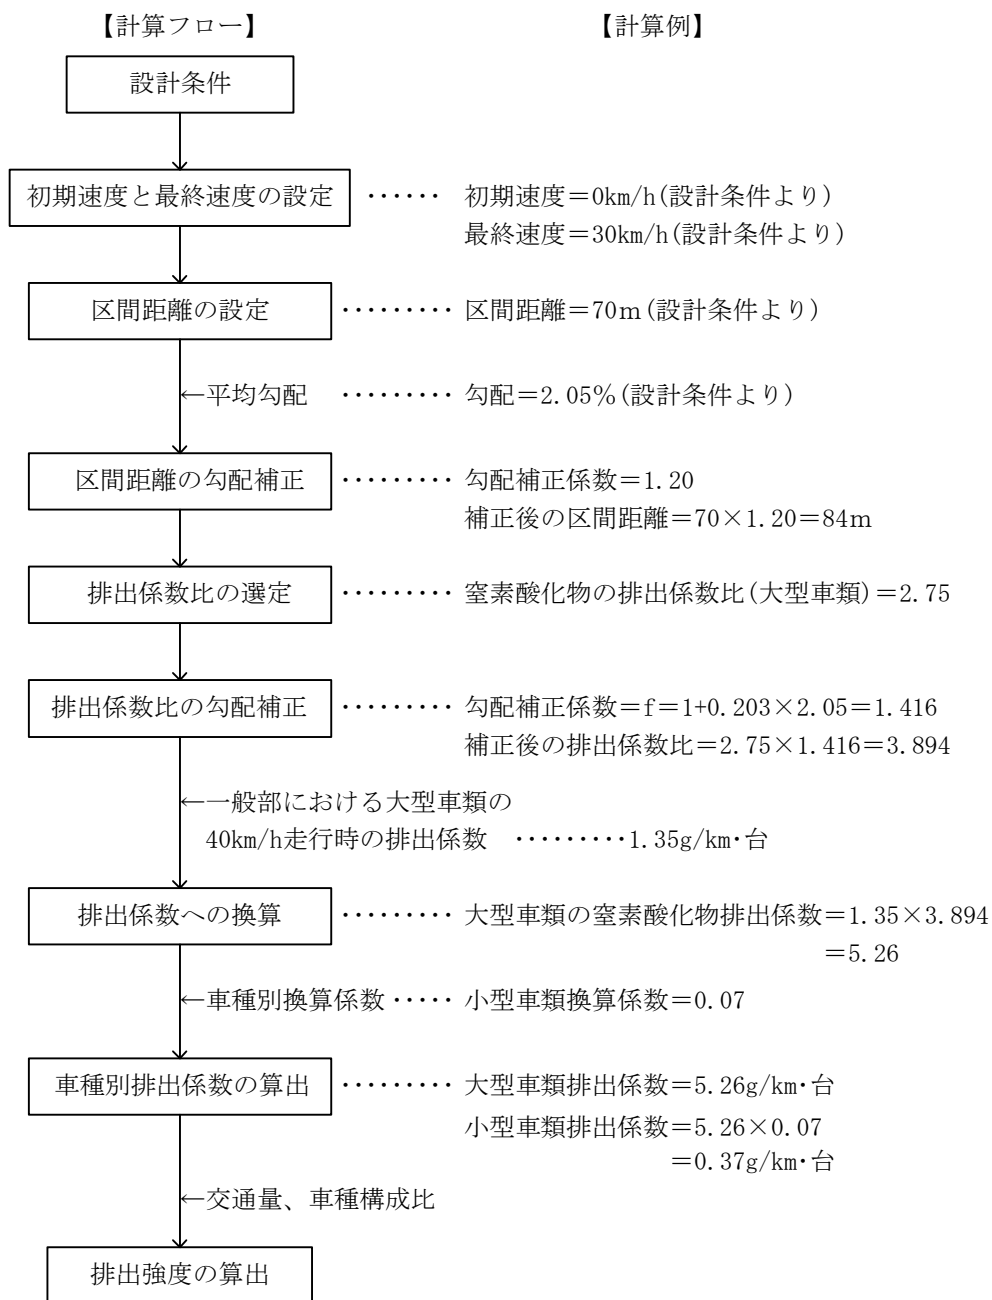 【計算フロー】 【計算例】
設計条件
初期速度と最終速度の設定 ‥‥‥ 初期速度＝0km/h(設計条件より)
最終速度＝30km/h(設計条件より)
区間距離の設定 ‥‥‥‥‥ 区間距離＝70ｍ(設計条件より)
←平均勾配 ‥‥‥‥‥ 勾配＝2.05％(設計条件より)
区間距離の勾配補正 ‥‥‥‥‥ 勾配補正係数＝1.20
補正後の区間距離＝70×1.20＝84ｍ
排出係数比の選定 ‥‥‥‥‥ 窒素酸化物の排出係数比(大型車類)＝2.75
排出係数比の勾配補正 ‥‥‥‥‥ 勾配補正係数＝f＝1+0.203×2.05＝1.416
補正後の排出係数比＝2.75×1.416＝3.894
←一般部における大型車類の
40km/h走行時の排出係数 ‥‥‥‥‥1.35g/km･台
排出係数への換算 ‥‥‥‥‥ 大型車類の窒素酸化物排出係数＝1.35×3.894
＝5.26
←車種別換算係数 ‥‥‥ 小型車類換算係数＝0.07
車種別排出係数の算出 ‥‥‥‥‥ 大型車類排出係数＝5.26g/km･台
小型車類排出係数＝5.26×0.07
＝0.37g/km･台
←交通量、車種構成比
排出強度の算出